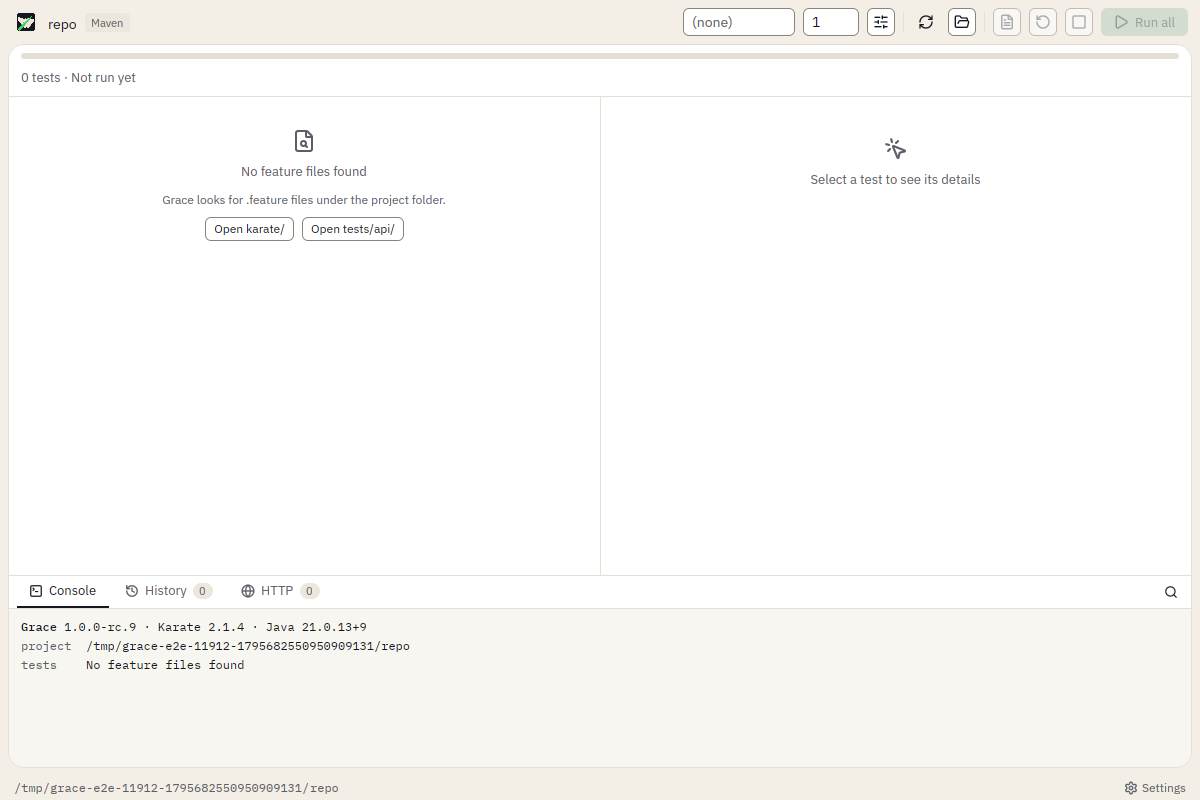 repo Maven (none) 1 Run all
0 tests · Not run yet
No feature files found
Grace looks for .feature files under the project folder.
Open karate/ Open tests/api/
Select a test to see its details
Console History 0 HTTP 0
Grace 1.0.0-rc.9 · Karate 2.1.4 · Java 21.0.13+9
project /tmp/grace-e2e-11912-1795682550950909131/repo
tests No feature files found
/tmp/grace-e2e-11912-1795682550950909131/repo Settings